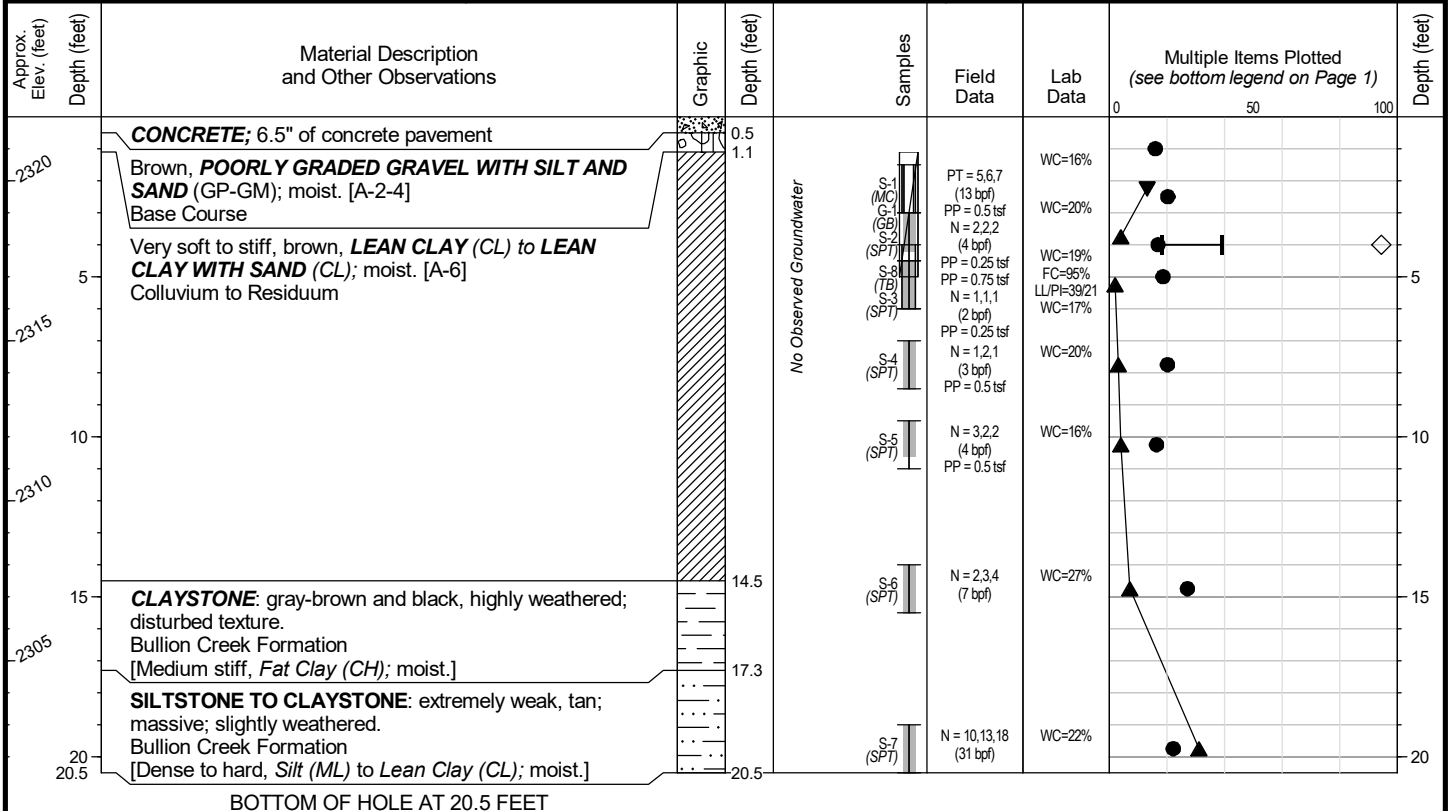 Approx.
Elev. (feet)
Depth (feet)
Material Description
and Other Observations
Graphic
Depth (feet)
Samples
Field
Data
Lab
Data
Multiple Items Plotted
(see bottom legend on Page 1)
0 50 100
Depth (feet)
CONCRETE; 6.5" of concrete pavement
0.5
1.1
Brown, POORLY GRADED GRAVEL WITH SILT AND
SAND (GP-GM); moist. [A-2-4]
Base Course
Very soft to stiff, brown, LEAN CLAY (CL) to LEAN
CLAY WITH SAND (CL); moist. [A-6]
Colluvium to Residuum
14.5
CLAYSTONE: gray-brown and black, highly weathered;
disturbed texture.
Bullion Creek Formation
[Medium stiff, Fat Clay (CH); moist.]
17.3
SILTSTONE TO CLAYSTONE: extremely weak, tan;
massive; slightly weathered.
Bullion Creek Formation
[Dense to hard, Silt (ML) to Lean Clay (CL); moist.]
20.5
BOTTOM OF HOLE AT 20.5 FEET
2320
2315
2310
2305
5
10
15
20
20.5
No Observed Groundwater
S-1
(MC)
G-1
(GB)
S-2
(SPT)
S-8
(TB)
S-3
(SPT)
S-4
(SPT)
S-5
(SPT)
S-6
(SPT)
S-7
(SPT)
PT = 5,6,7
(13 bpf)
PP = 0.5 tsf
N = 2,2,2
(4 bpf)
PP = 0.25 tsf
PP = 0.75 tsf
N = 1,1,1
(2 bpf)
PP = 0.25 tsf
N = 1,2,1
(3 bpf)
PP = 0.5 tsf
N = 3,2,2
(4 bpf)
PP = 0.5 tsf
N = 2,3,4
(7 bpf)
N = 10,13,18
(31 bpf)
WC=16%
WC=20%
WC=19%
FC=95%
LL/PI=39/21
WC=17%
WC=20%
WC=16%
WC=27%
WC=22%
5
10
15
20